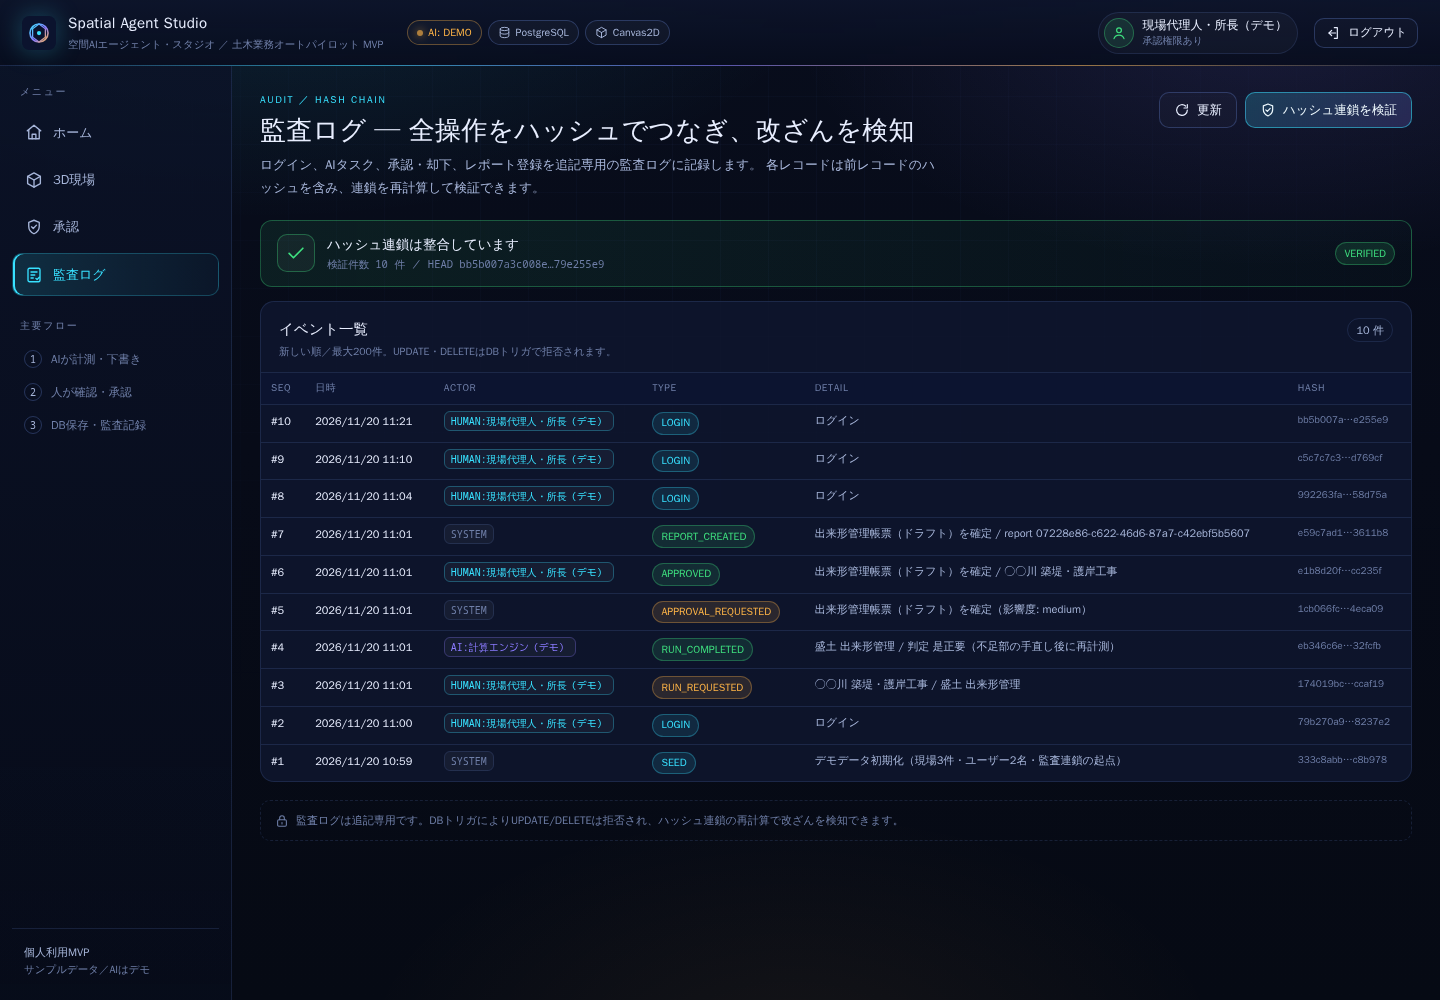 Spatial Agent Studio
空間AIエージェント・スタジオ ／ 土木業務オートパイロット MVP
AI: DEMO
PostgreSQL
Canvas2D
現場代理人・所長（デモ）
承認権限あり
ログアウト
メニュー
ホーム
3D現場
承認
監査ログ
主要フロー
1 AIが計測・下書き
2 人が確認・承認
3 DB保存・監査記録
個人利用MVP
サンプルデータ／AIはデモ
AUDIT ／ HASH CHAIN
監査ログ — 全操作をハッシュでつなぎ、改ざんを検知
ログイン、AIタスク、承認・却下、レポート登録を追記専用の監査ログに記録します。 各レコードは前レコードのハ
ッシュを含み、連鎖を再計算して検証できます。
更新
ハッシュ連鎖を検証
ハッシュ連鎖は整合しています
検証件数 10 件 ／ HEAD bb5b007a3c008e…79e255e9
VERIFIED
イベント一覧
新しい順／最大200件。UPDATE・DELETEはDBトリガで拒否されます。
10 件
SEQ 日時 ACTOR TYPE DETAIL HASH
#10 2026/11/20 11:21 HUMAN:現場代理人・所長（デモ） LOGIN ログイン bb5b007a…e255e9
#9 2026/11/20 11:10 HUMAN:現場代理人・所長（デモ） LOGIN ログイン c5c7c7c3…d769cf
#8 2026/11/20 11:04 HUMAN:現場代理人・所長（デモ） LOGIN ログイン 992263fa…58d75a
#7 2026/11/20 11:01 SYSTEM REPORT_CREATED 出来形管理帳票（ドラフト）を確定 / report 07228e86-c622-46d6-87a7-c42ebf5b5607 e59c7ad1…3611b8
#6 2026/11/20 11:01 HUMAN:現場代理人・所長（デモ） APPROVED 出来形管理帳票（ドラフト）を確定 / 〇〇川 築堤・護岸工事 e1b8d20f…cc235f
#5 2026/11/20 11:01 SYSTEM APPROVAL_REQUESTED 出来形管理帳票（ドラフト）を確定（影響度: medium） 1cb066fc…4eca09
#4 2026/11/20 11:01 AI:計算エンジン（デモ） RUN_COMPLETED 盛土 出来形管理 / 判定 是正要（不足部の手直し後に再計測） eb346c6e…32fcfb
#3 2026/11/20 11:01 HUMAN:現場代理人・所長（デモ） RUN_REQUESTED 〇〇川 築堤・護岸工事 / 盛土 出来形管理 174019bc…ccaf19
#2 2026/11/20 11:00 HUMAN:現場代理人・所長（デモ） LOGIN ログイン 79b270a9…8237e2
#1 2026/11/20 10:59 SYSTEM SEED デモデータ初期化（現場3件・ユーザー2名・監査連鎖の起点） 333c8abb…c8b978
監査ログは追記専用です。DBトリガによりUPDATE/DELETEは拒否され、ハッシュ連鎖の再計算で改ざんを検知できます。